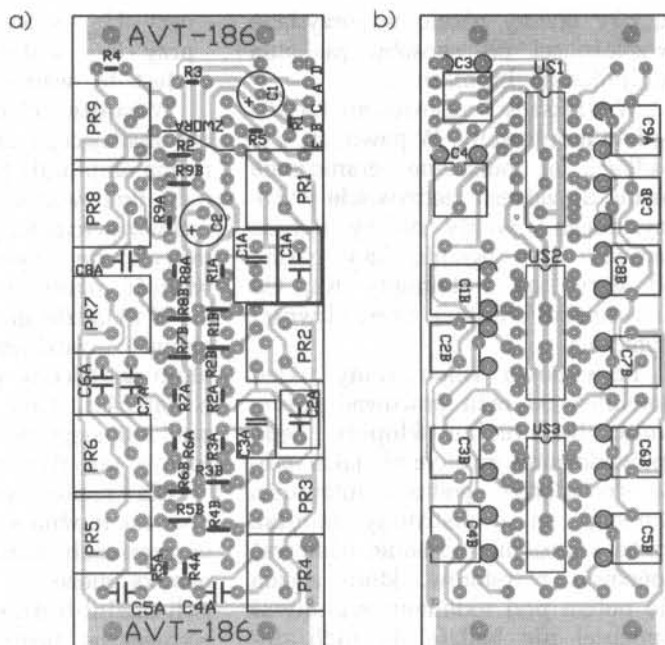 a)
AVT-186
R4
R3
C1
D
A
C
B
E
R1
R5
PR9
ZWORA
R2
PR1
R9B
PR8
R9A
C2
C1A
C1A
C8A
R8A
R1A
PR7
R8B
R1B
PR2
R7B
R2B
C6A
C7A
R7A
R2A
C2A
PR6
R6A
R3A
C3A
R6B
R3B
PR3
PR5
R5B
R4B
R5A
R4A
PR4
C5A
C4A
AVT-186
b)
C3
US1
C4
C9A
C9B
US2
C1B
C8B
C2B
C7B
US3
C3B
C6B
C4B
C5B